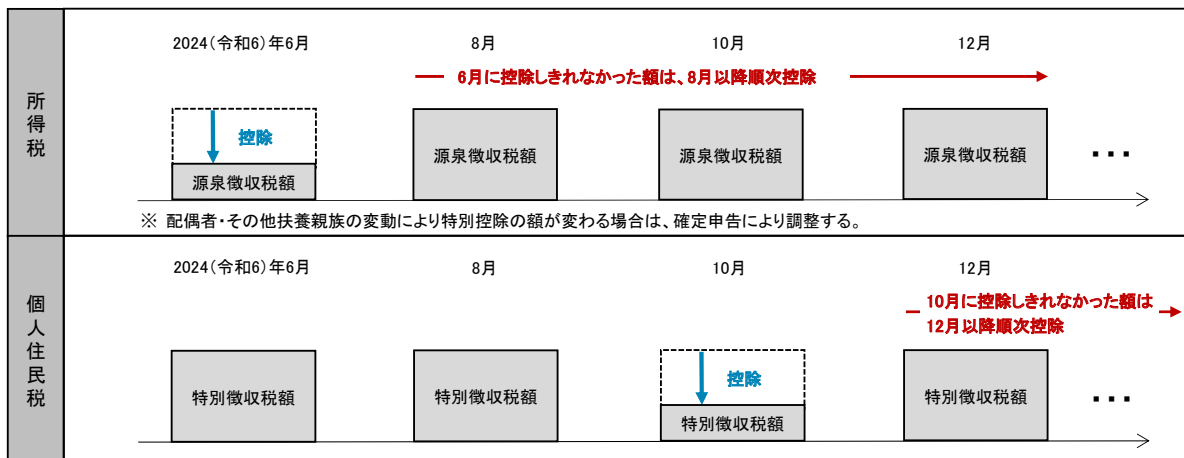 所得税
2024（令和6）年6月
8月
10月
12月
6月に控除しきれなかった額は、8月以降順次控除
控除
源泉徴収税額
源泉徴収税額
源泉徴収税額
源泉徴収税額
・・・
※ 配偶者・その他扶養親族の変動により特別控除の額が変わる場合は、確定申告により調整する。
個人住民税
2024（令和6）年6月
8月
10月
12月
10月に控除しきれなかった額は
12月以降順次控除
特別徴収税額
特別徴収税額
控除
特別徴収税額
特別徴収税額
・・・